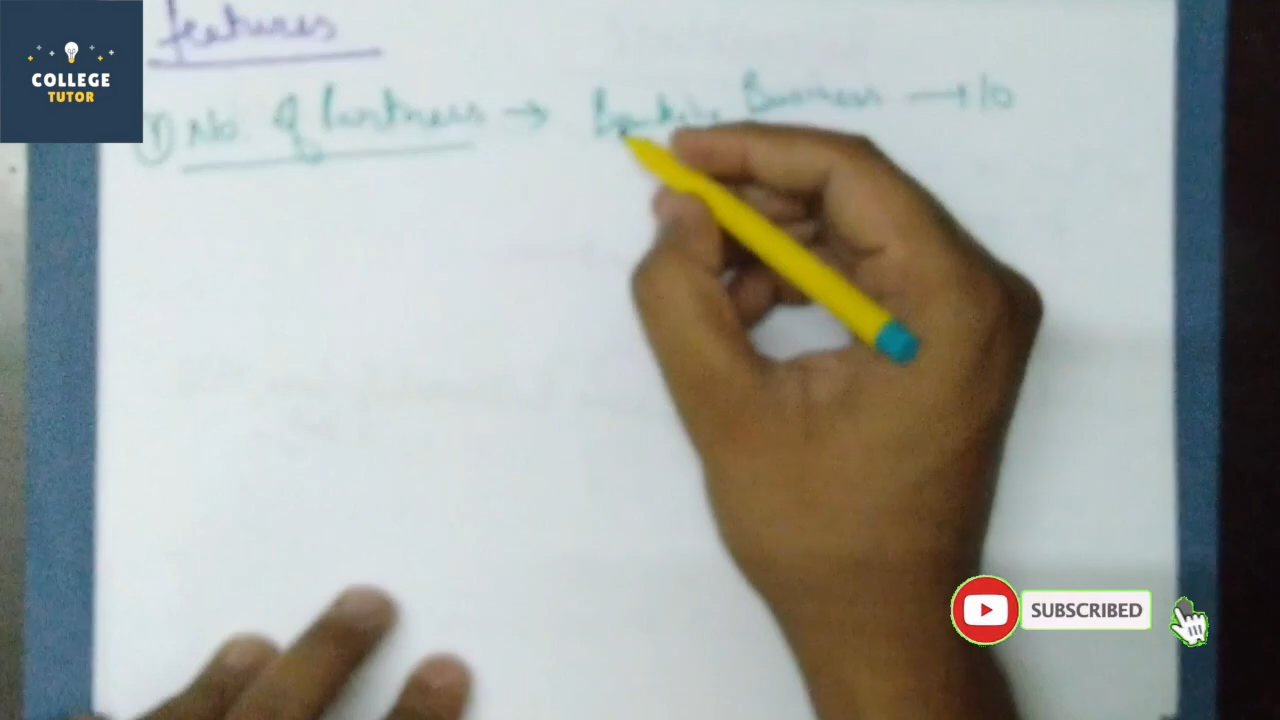 COLLEGE
TUTOR
features
1) No. of Partners → Banking Business → 10
SUBSCRIBED